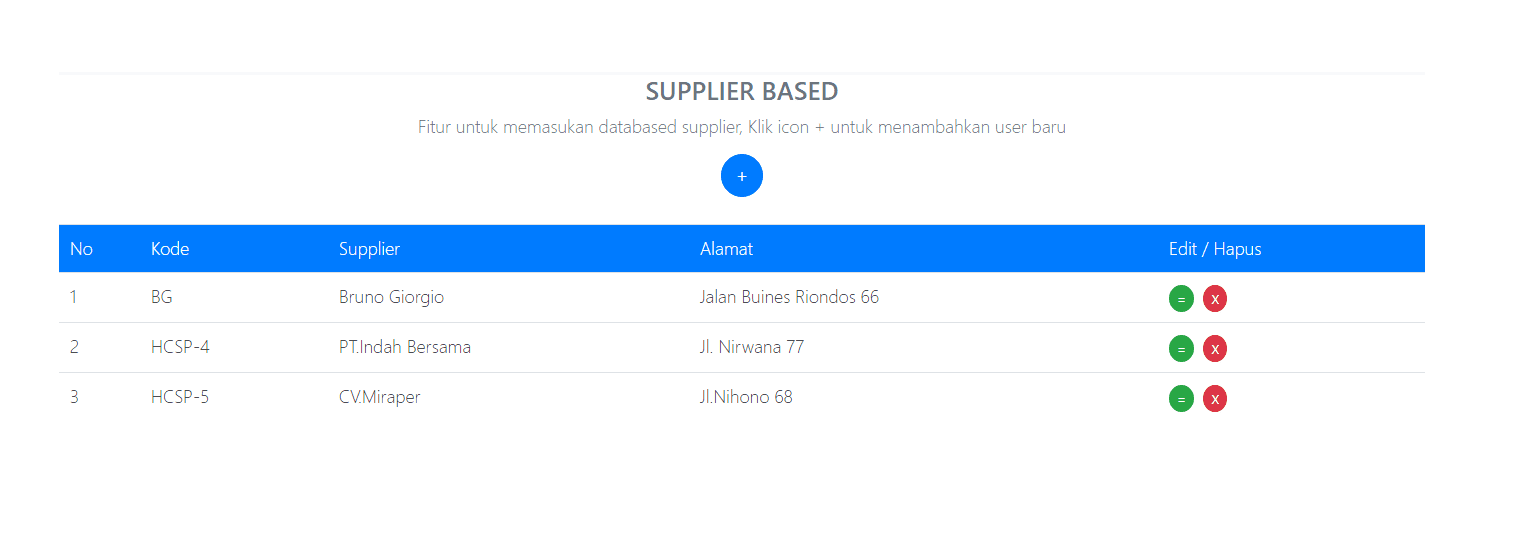 SUPPLIER BASED
Fitur untuk memasukan databased supplier, Klik icon + untuk menambahkan user baru
+
No Kode Supplier Alamat Edit / Hapus
1 BG Bruno Giorgio Jalan Buines Riondos 66 = x
2 HCSP-4 PT.Indah Bersama Jl. Nirwana 77 = x
3 HCSP-5 CV.Miraper Jl.Nihono 68 = x